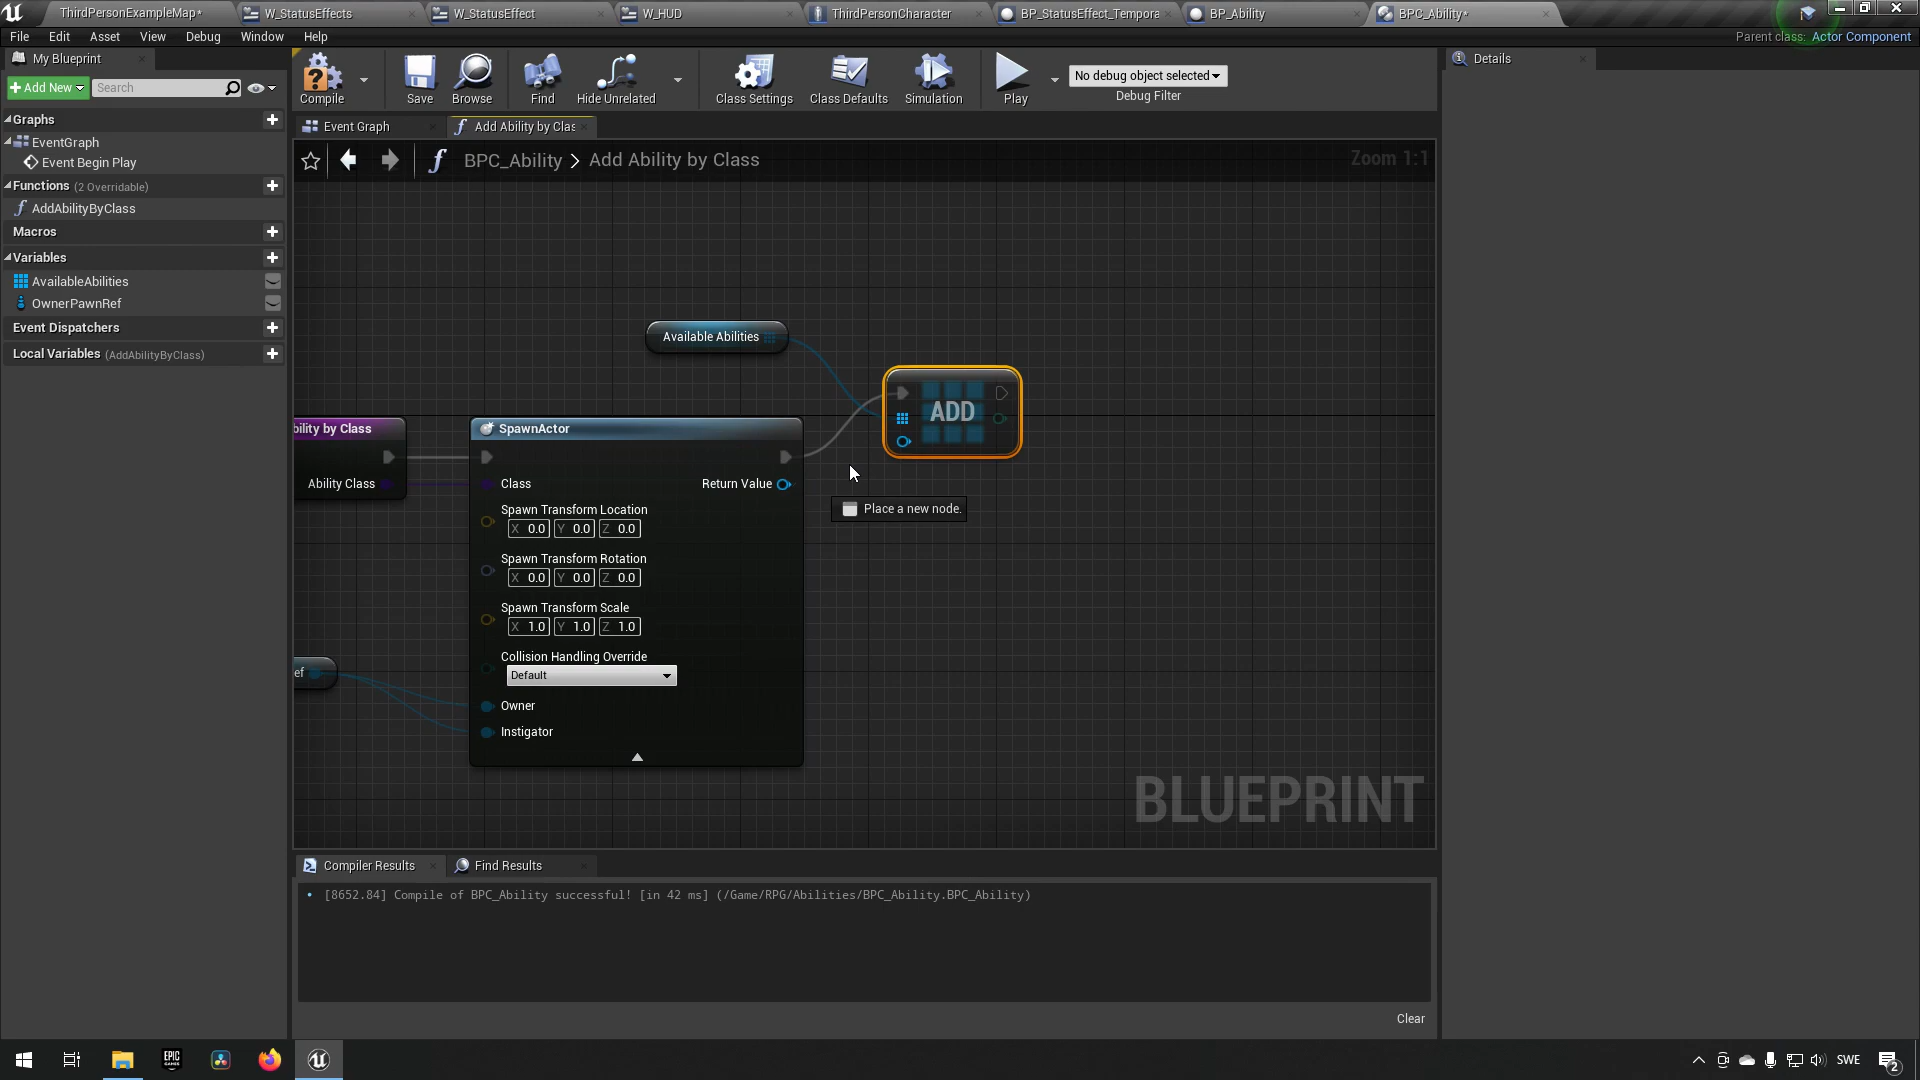 ThirdPersonExampleMap*
W_StatusEffects
W_StatusEffect
W_HUD
ThirdPersonCharacter
BP_StatusEffect_Tempora
BP_Ability
BPC_Ability*
File Edit Asset View Debug Window Help
Parent class: Actor Component
My Blueprint
Add New
Search
Graphs
EventGraph
Event Begin Play
Functions (2 Overridable)
AddAbilityByClass
Macros
Variables
AvailableAbilities
OwnerPawnRef
Event Dispatchers
Local Variables (AddAbilityByClass)
Compile
Save
Browse
Find
Hide Unrelated
Class Settings
Class Defaults
Simulation
Play
No debug object selected
Debug Filter
Event Graph
Add Ability by Clas
BPC_Ability > Add Ability by Class
Zoom 1:1
Available Abilities
ADD
bility by Class
Ability Class
SpawnActor
Class
Return Value
Spawn Transform Location
X 0.0 Y 0.0 Z 0.0
Spawn Transform Rotation
X 0.0 Y 0.0 Z 0.0
Spawn Transform Scale
X 1.0 Y 1.0 Z 1.0
Collision Handling Override
Default
ef
Owner
Instigator
Place a new node.
BLUEPRINT
Compiler Results
Find Results
[8652.84] Compile of BPC_Ability successful! [in 42 ms] (/Game/RPG/Abilities/BPC_Ability.BPC_Ability)
Clear
Details
EPIC GAMES
SWE
2